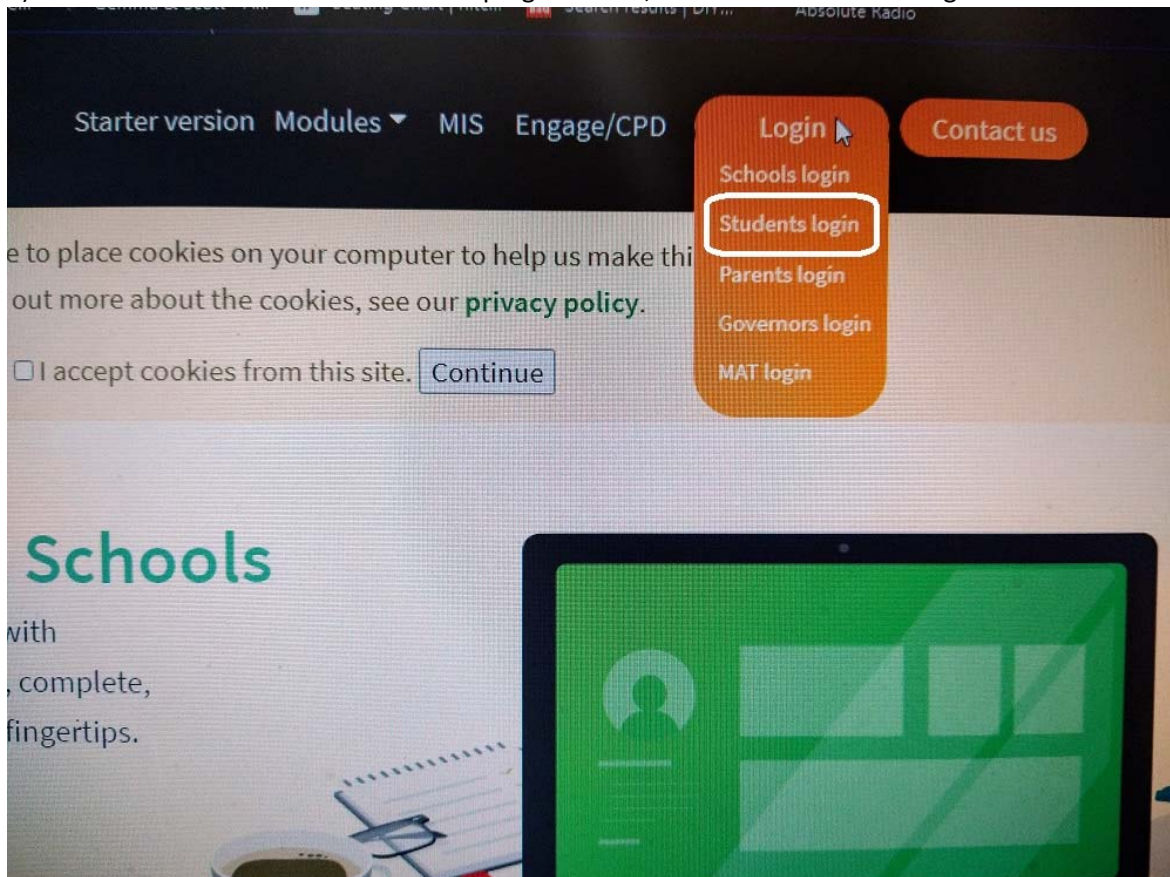 Absolute Radio
Starter version Modules MIS Engage/CPD Login Contact us
Schools login
Students login
Parents login
Governors login
MAT login
e to place cookies on your computer to help us make thi
out more about the cookies, see our privacy policy.
I accept cookies from this site. Continue
Schools
with
, complete,
fingertips.